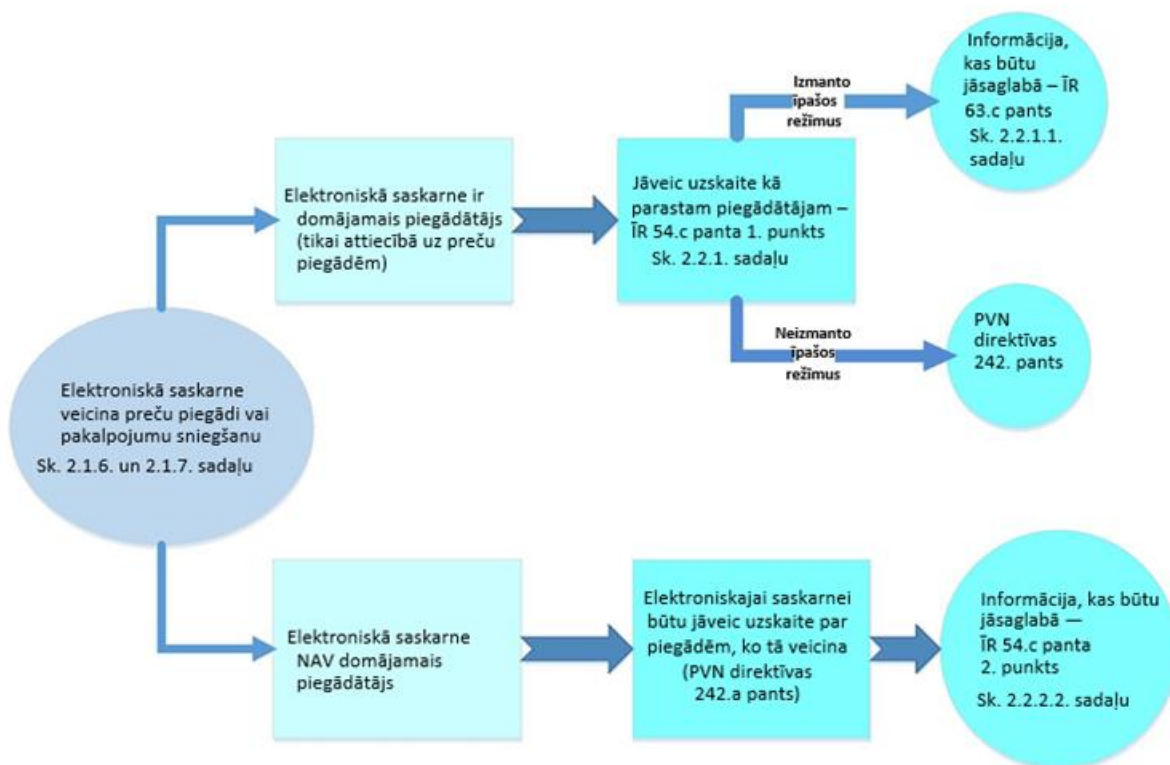 Elektroniskā saskarne
veicina preču piegādi vai
pakalpojumu sniegšanu
Sk. 2.1.6. un 2.1.7. sadaļu
Elektroniskā saskarne ir
domājamais piegādātājs
(tikai attiecībā uz preču
piegādēm)
Jāveic uzskaite kā
parastam piegādātājam –
ĪR 54.c panta 1. punkts
Sk. 2.2.1. sadaļu
Izmanto
īpašos
režīmus
Informācija,
kas būtu
jāsaglabā – ĪR
63.c pants
Sk. 2.2.1.1.
sadaļu
Neizmanto
īpašos
režīmus
PVN
direktīvas
242. pants
Elektroniskā saskarne
NAV domājamais
piegādātājs
Elektroniskajai saskarnei
būtu jāveic uzskaite par
piegādēm, ko tā veicina
(PVN direktīvas
242.a pants)
Informācija, kas būtu
jāsaglabā —
ĪR 54.c panta
2. punkts
Sk. 2.2.2.2. sadaļu